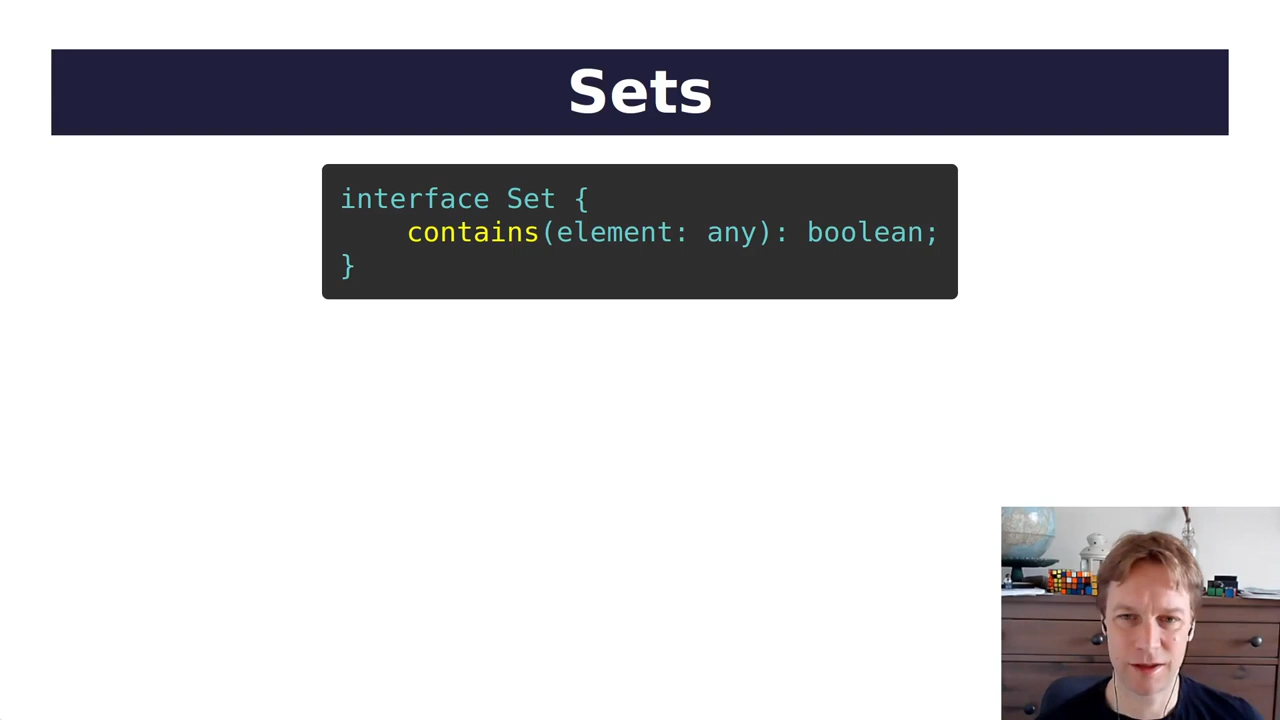 Sets
interface Set {
    contains(element: any): boolean;
}